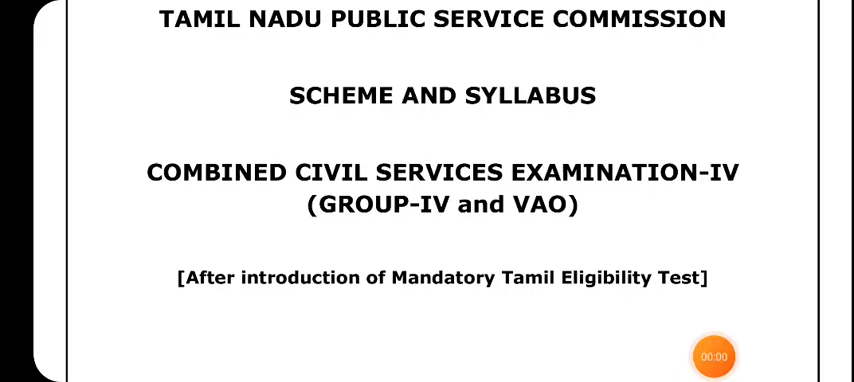 TAMIL NADU PUBLIC SERVICE COMMISSION
SCHEME AND SYLLABUS
COMBINED CIVIL SERVICES EXAMINATION-IV
(GROUP-IV and VAO)
[After introduction of Mandatory Tamil Eligibility Test]
00:00